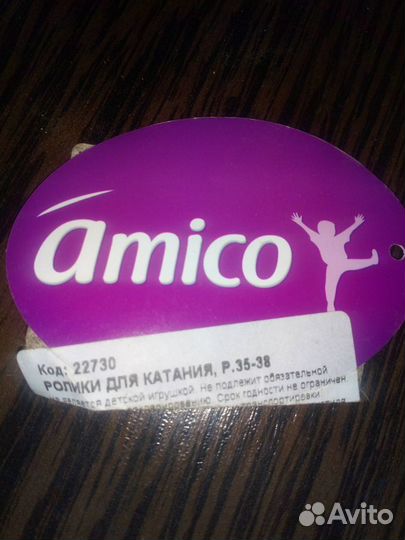 amico
Код: 22730
РОЛИКИ ДЛЯ КАТАНИЯ, Р.35-38
не является детской игрушкой. Не подлежит обязательной
Срок годности не ограничен.
Avito